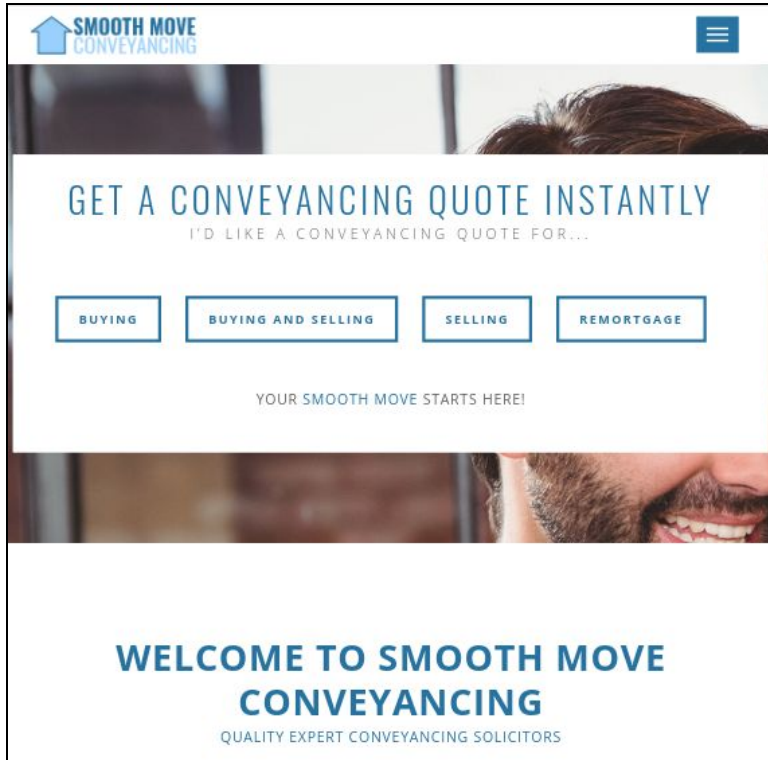 SMOOTH MOVE
CONVEYANCING
GET A CONVEYANCING QUOTE INSTANTLY
I'D LIKE A CONVEYANCING QUOTE FOR...
BUYING
BUYING AND SELLING
SELLING
REMORTGAGE
YOUR SMOOTH MOVE STARTS HERE!
WELCOME TO SMOOTH MOVE
CONVEYANCING
QUALITY EXPERT CONVEYANCING SOLICITORS